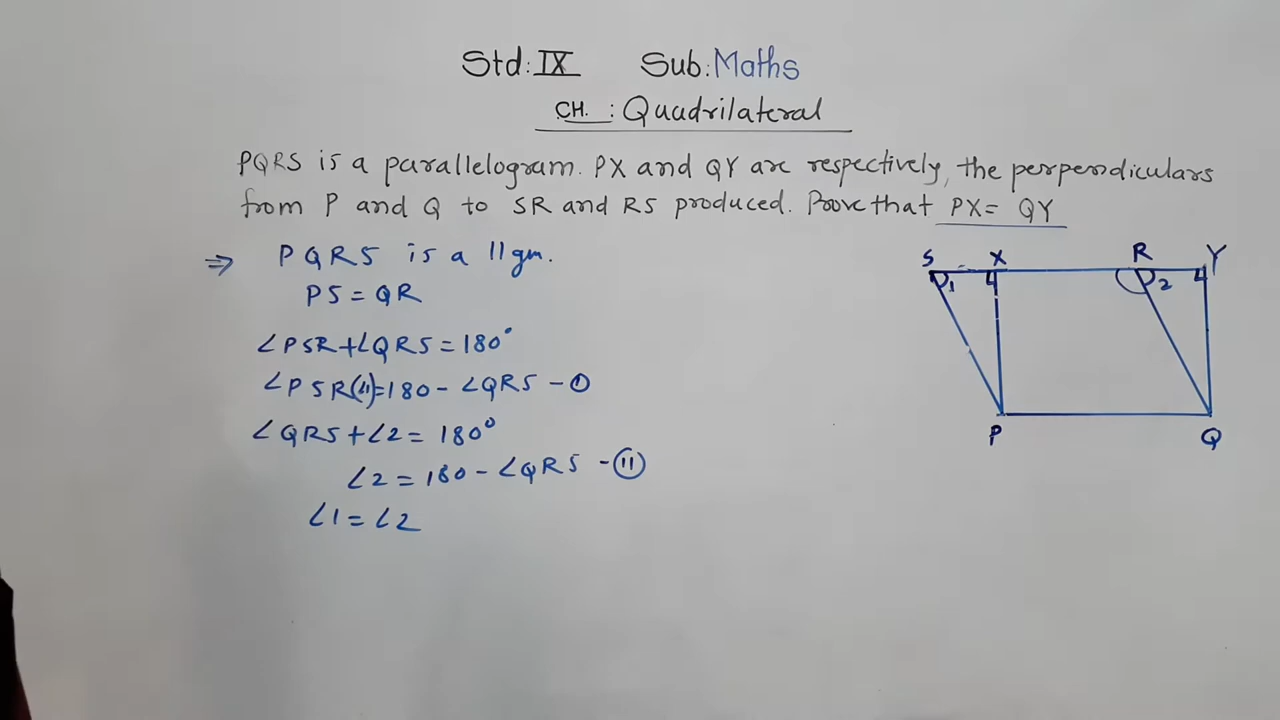 Std: IX Sub: Maths
CH. : Quadrilateral
PQRS is a parallelogram. PX and QY are respectively, the perpendiculars
from P and Q to SR and RS produced. Prove that PX = QY
⇒ PQRS is a ||gm.
PS = QR
∠PSR + ∠QRS = 180°
∠PSR(∠1) = 180 - ∠QRS - ①
∠QRS + ∠2 = 180°
∠2 = 180 - ∠QRS - ⑪
∠1 = ∠2
S X R Y
1 2
P Q